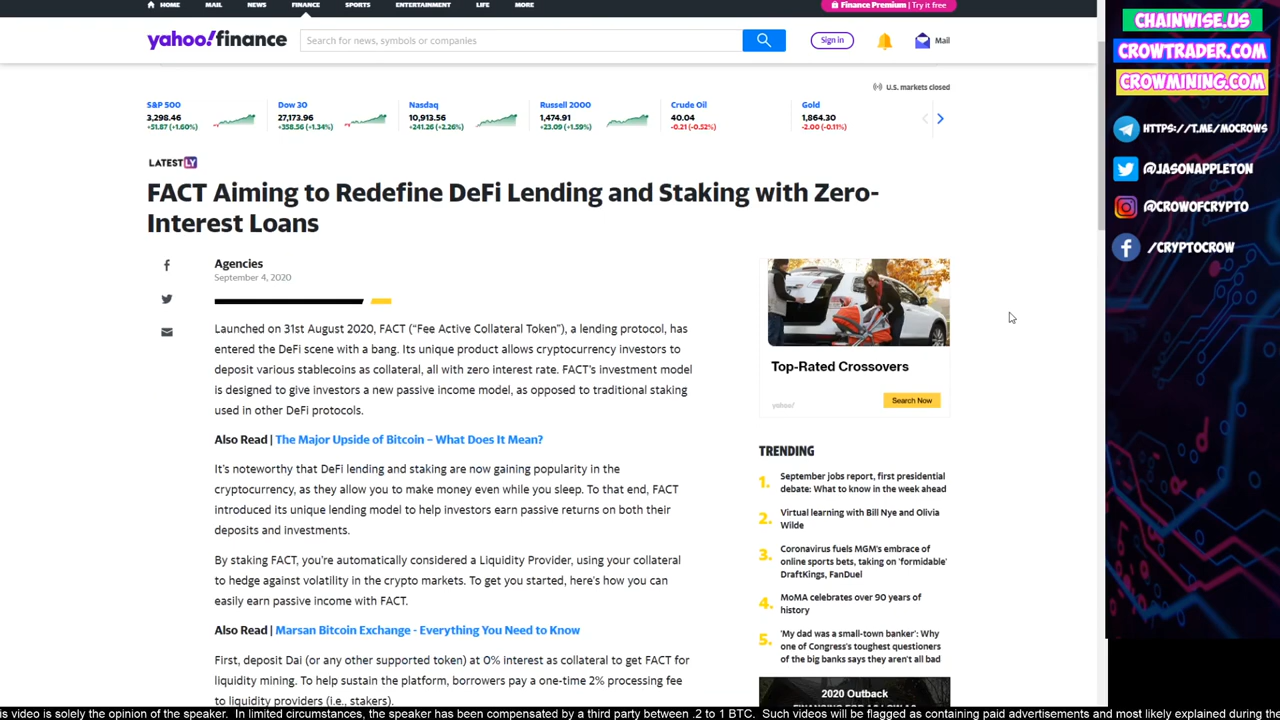 HOME MAIL NEWS FINANCE SPORTS ENTERTAINMENT LIFE MORE
Finance Premium | Try it free
yahoo!finance
Search for news, symbols or companies
Sign in
Mail
U.S. markets closed
S&P 500
3,298.46
+51.87 (+1.60%)
Dow 30
27,173.96
+358.56 (+1.34%)
Nasdaq
10,913.56
+241.26 (+2.26%)
Russell 2000
1,474.91
+23.09 (+1.59%)
Crude Oil
40.04
-0.21 (-0.52%)
Gold
1,864.30
-2.00 (-0.11%)
LATESTLY
FACT Aiming to Redefine DeFi Lending and Staking with Zero-
Interest Loans
Agencies
September 4, 2020
Launched on 31st August 2020, FACT (“Fee Active Collateral Token”), a lending protocol, has
entered the DeFi scene with a bang. Its unique product allows cryptocurrency investors to
deposit various stablecoins as collateral, all with zero interest rate. FACT’s investment model
is designed to give investors a new passive income model, as opposed to traditional staking
used in other DeFi protocols.
Also Read | The Major Upside of Bitcoin – What Does It Mean?
It’s noteworthy that DeFi lending and staking are now gaining popularity in the
cryptocurrency, as they allow you to make money even while you sleep. To that end, FACT
introduced its unique lending model to help investors earn passive returns on both their
deposits and investments.
By staking FACT, you’re automatically considered a Liquidity Provider, using your collateral
to hedge against volatility in the crypto markets. To get you started, here’s how you can
easily earn passive income with FACT.
Also Read | Marsan Bitcoin Exchange - Everything You Need to Know
First, deposit Dai (or any other supported token) at 0% interest as collateral to get FACT for
liquidity mining. To help sustain the platform, borrowers pay a one-time 2% processing fee
to liquidity providers (i.e., stakers).
Top-Rated Crossovers
yahoo!
Search Now
TRENDING
1. September jobs report, first presidential
debate: What to know in the week ahead
2. Virtual learning with Bill Nye and Olivia
Wilde
3. Coronavirus fuels MGM's embrace of
online sports bets, taking on 'formidable'
DraftKings, FanDuel
4. MoMA celebrates over 90 years of
history
5. 'My dad was a small-town banker': Why
one of Congress's toughest questioners
of the big banks says they aren't all bad
2020 Outback
CHAINWISE.US
CROWTRADER.COM
CROWMINING.COM
HTTPS://T.ME/MOCROWS
@JASONAPPLETON
@CROWOFCRYPTO
/CRYPTOCROW
is video is solely the opinion of the speaker. In limited circumstances, the speaker has been compensated by a third party between .2 to 1 BTC. Such videos will be flagged as containing paid advertisements and most likely explained during the